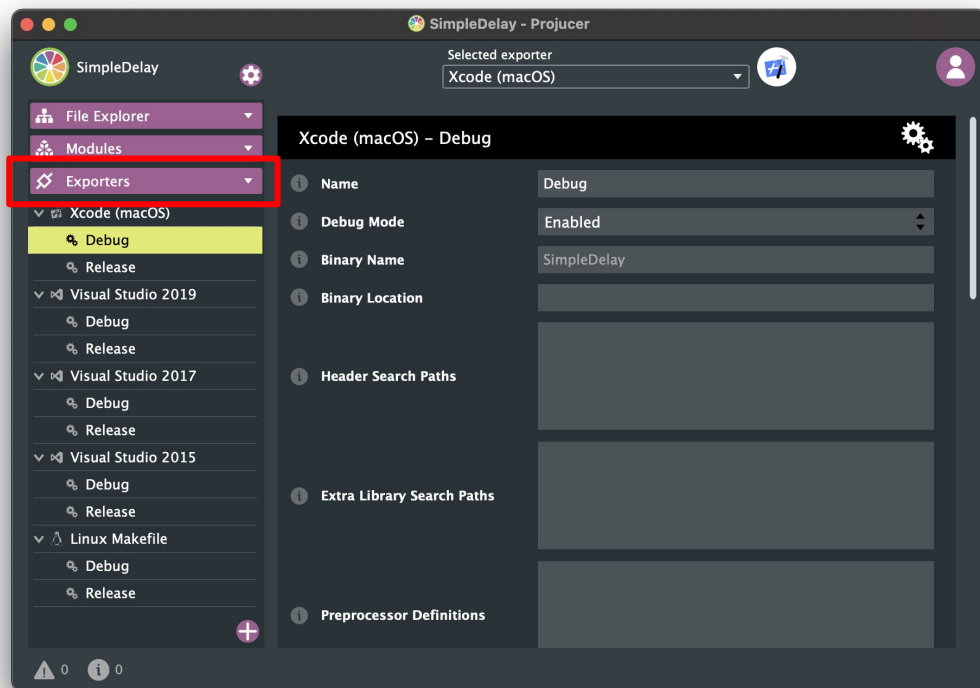 SimpleDelay - Projucer
SimpleDelay
Selected exporter
Xcode (macOS)
File Explorer
Modules
Exporters
Xcode (macOS)
Debug
Release
Visual Studio 2019
Debug
Release
Visual Studio 2017
Debug
Release
Visual Studio 2015
Debug
Release
Linux Makefile
Debug
Release
Xcode (macOS) – Debug
Name
Debug
Debug Mode
Enabled
Binary Name
SimpleDelay
Binary Location
Header Search Paths
Extra Library Search Paths
Preprocessor Definitions
0
0